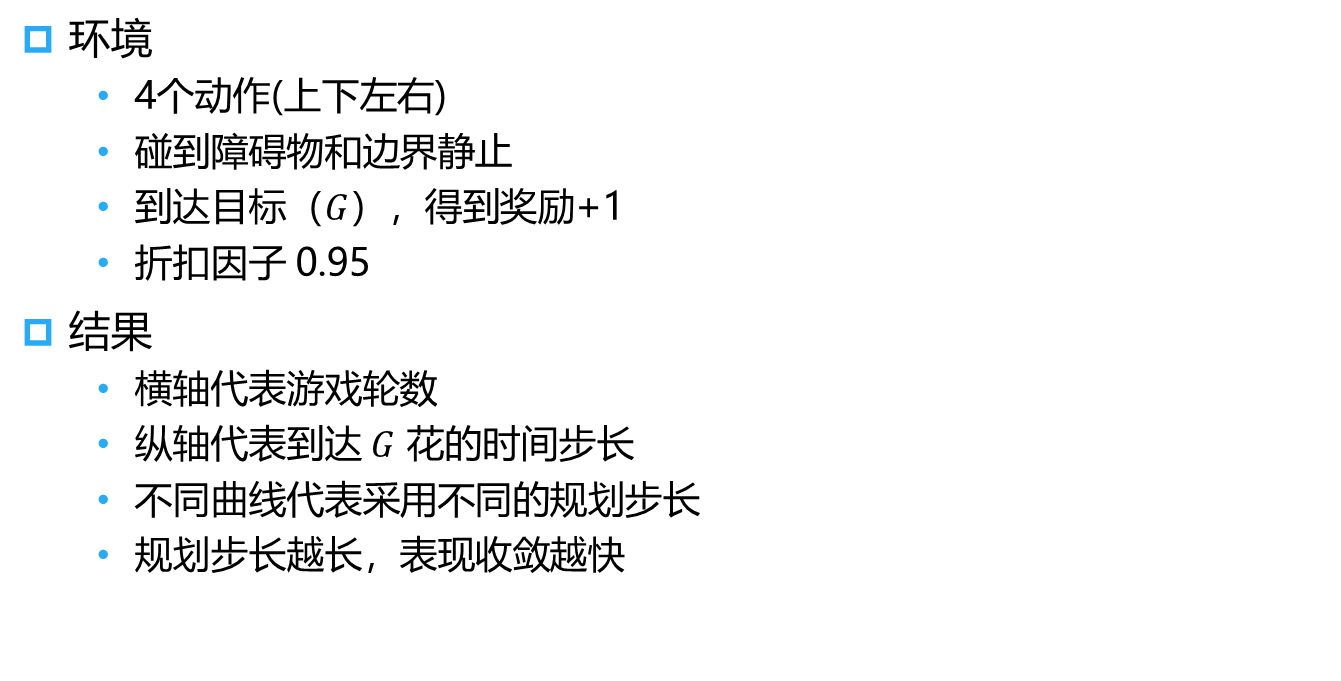 环境
4个动作(上下左右)
碰到障碍物和边界静止
到达目标（G），得到奖励+1
折扣因子 0.95
结果
横轴代表游戏轮数
纵轴代表到达 G 花的时间步长
不同曲线代表采用不同的规划步长
规划步长越长，表现收敛越快